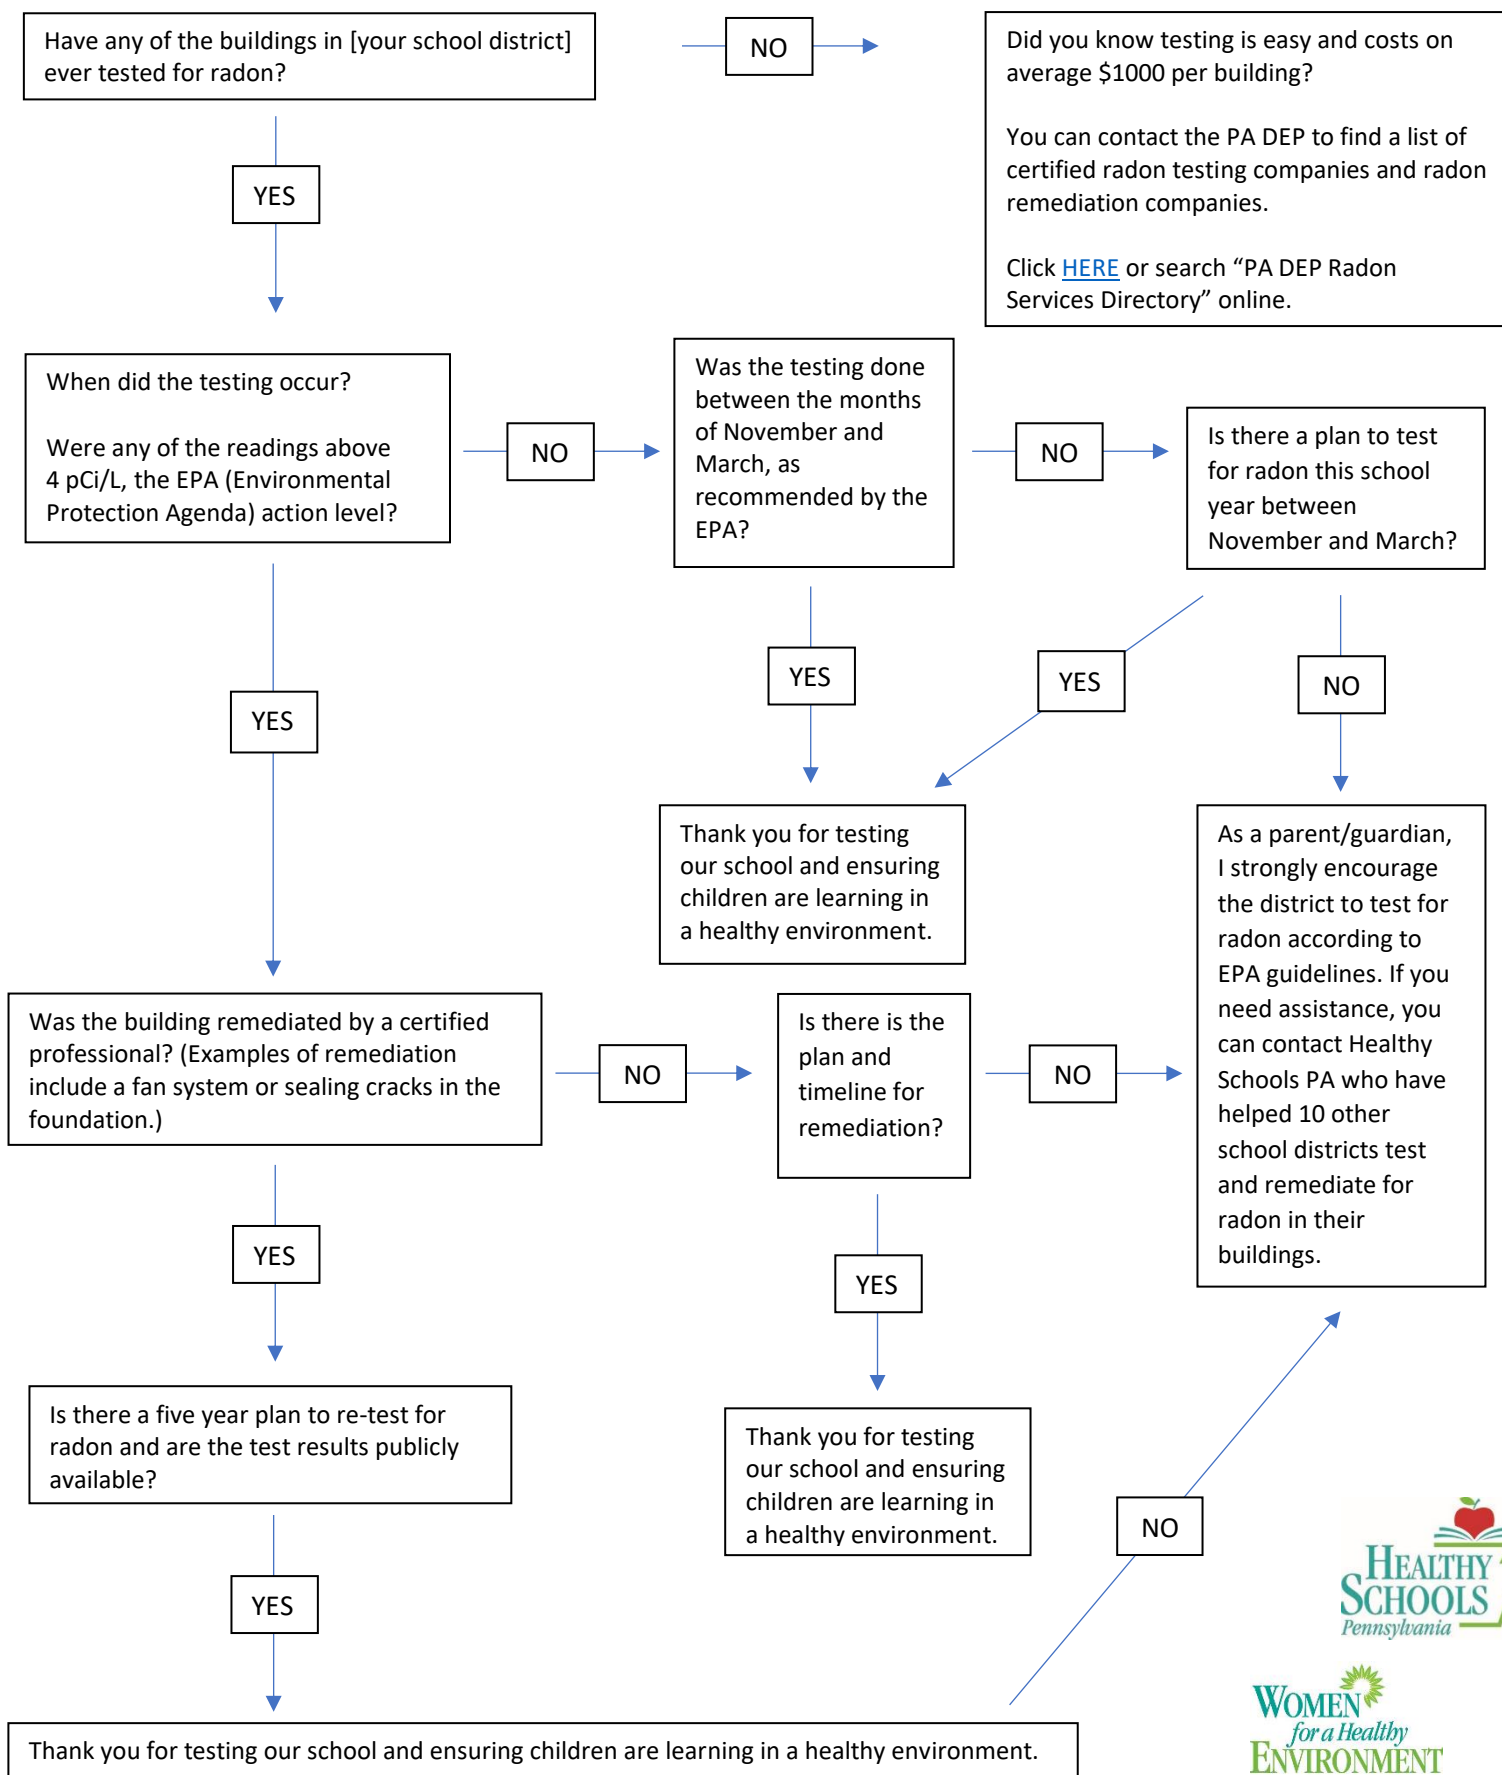 Have any of the buildings in [your school district]
ever tested for radon?
NO
Did you know testing is easy and costs on
average $1000 per building?
You can contact the PA DEP to find a list of
certified radon testing companies and radon
remediation companies.
Click HERE or search “PA DEP Radon
Services Directory” online.
YES
When did the testing occur?
Were any of the readings above
4 pCi/L, the EPA (Environmental
Protection Agenda) action level?
NO
Was the testing done
between the months
of November and
March, as
recommended by the
EPA?
NO
Is there a plan to test
for radon this school
year between
November and March?
YES
YES
YES
NO
Thank you for testing
our school and ensuring
children are learning in
a healthy environment.
As a parent/guardian,
I strongly encourage
the district to test for
radon according to
EPA guidelines. If you
need assistance, you
can contact Healthy
Schools PA who have
helped 10 other
school districts test
and remediate for
radon in their
buildings.
Was the building remediated by a certified
professional? (Examples of remediation
include a fan system or sealing cracks in the
foundation.)
NO
Is there is the
plan and
timeline for
remediation?
NO
YES
YES
Is there a five year plan to re-test for
radon and are the test results publicly
available?
Thank you for testing
our school and ensuring
children are learning in
a healthy environment.
NO
YES
Thank you for testing our school and ensuring children are learning in a healthy environment.
HEALTHY
SCHOOLS
Pennsylvania
WOMEN
for a Healthy
ENVIRONMENT